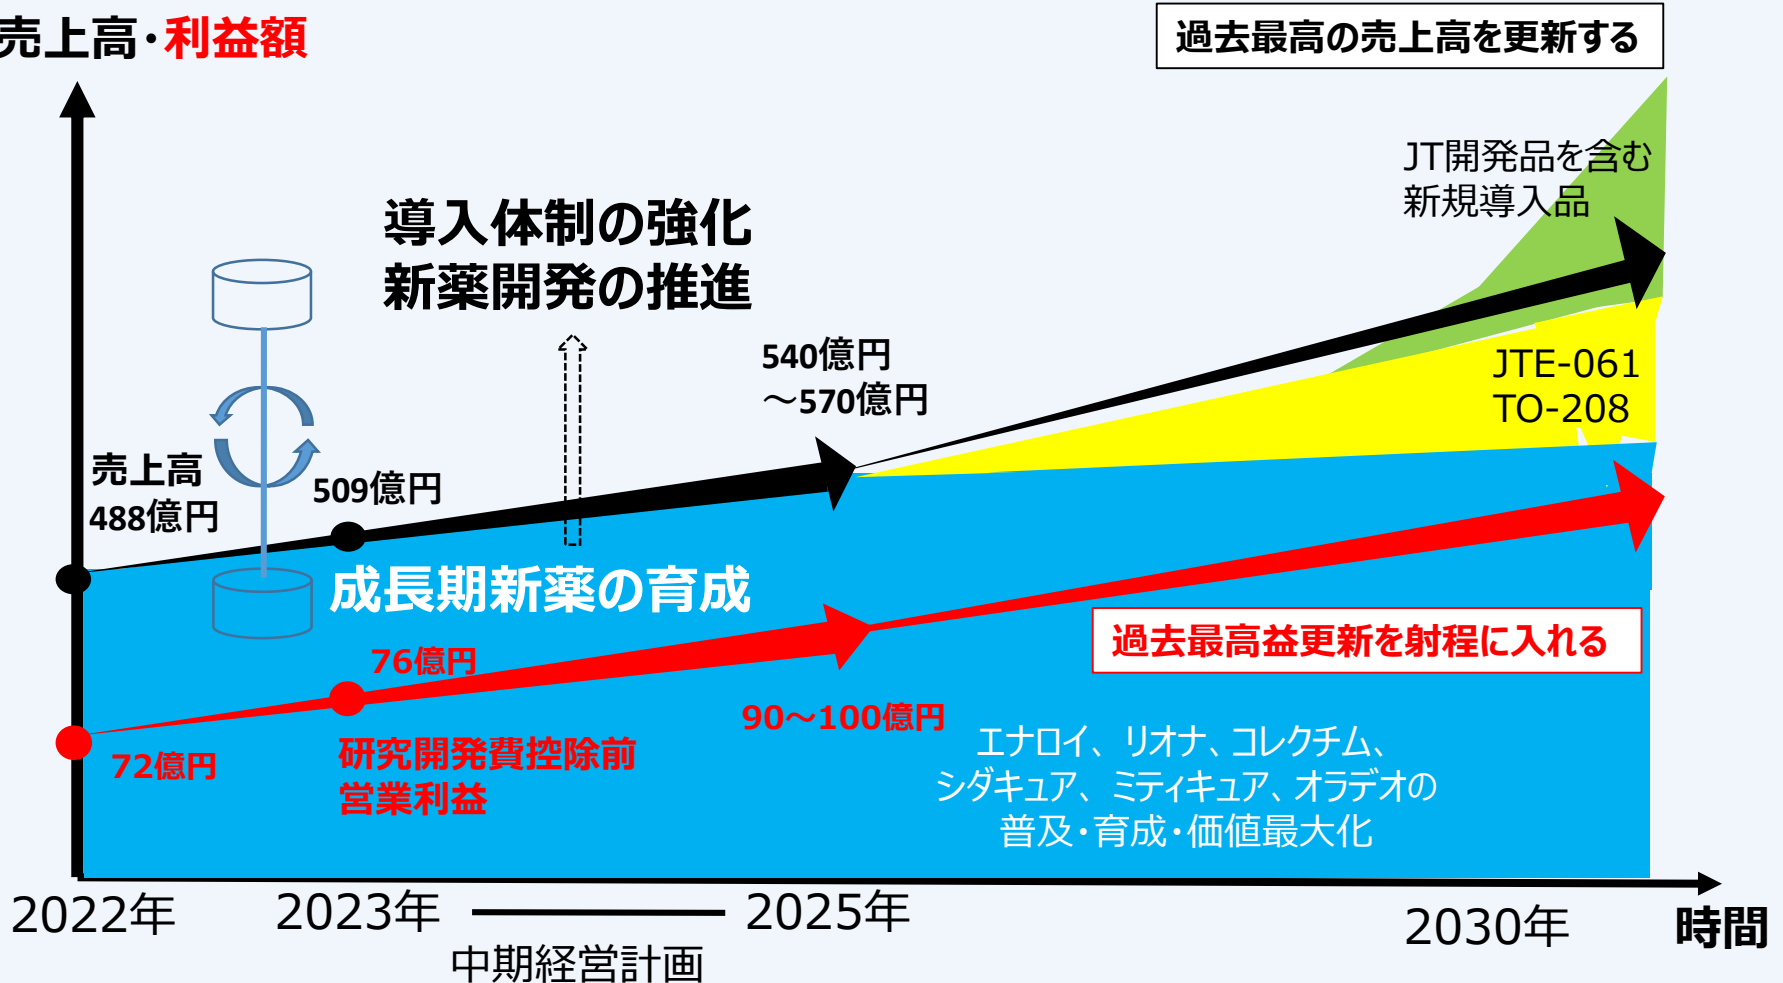 売上高・利益額
過去最高の売上高を更新する
JT開発品を含む
新規導入品
導入体制の強化
新薬開発の推進
540億円
～570億円
JTE-061
TO-208
売上高
488億円
509億円
成長期新薬の育成
過去最高益更新を射程に入れる
76億円
90～100億円
72億円
研究開発費控除前
営業利益
エナロイ、リオナ、コレクチム、
シダキュア、ミティキュア、オラデオの
普及・育成・価値最大化
2022年
2023年
2025年
2030年
時間
中期経営計画